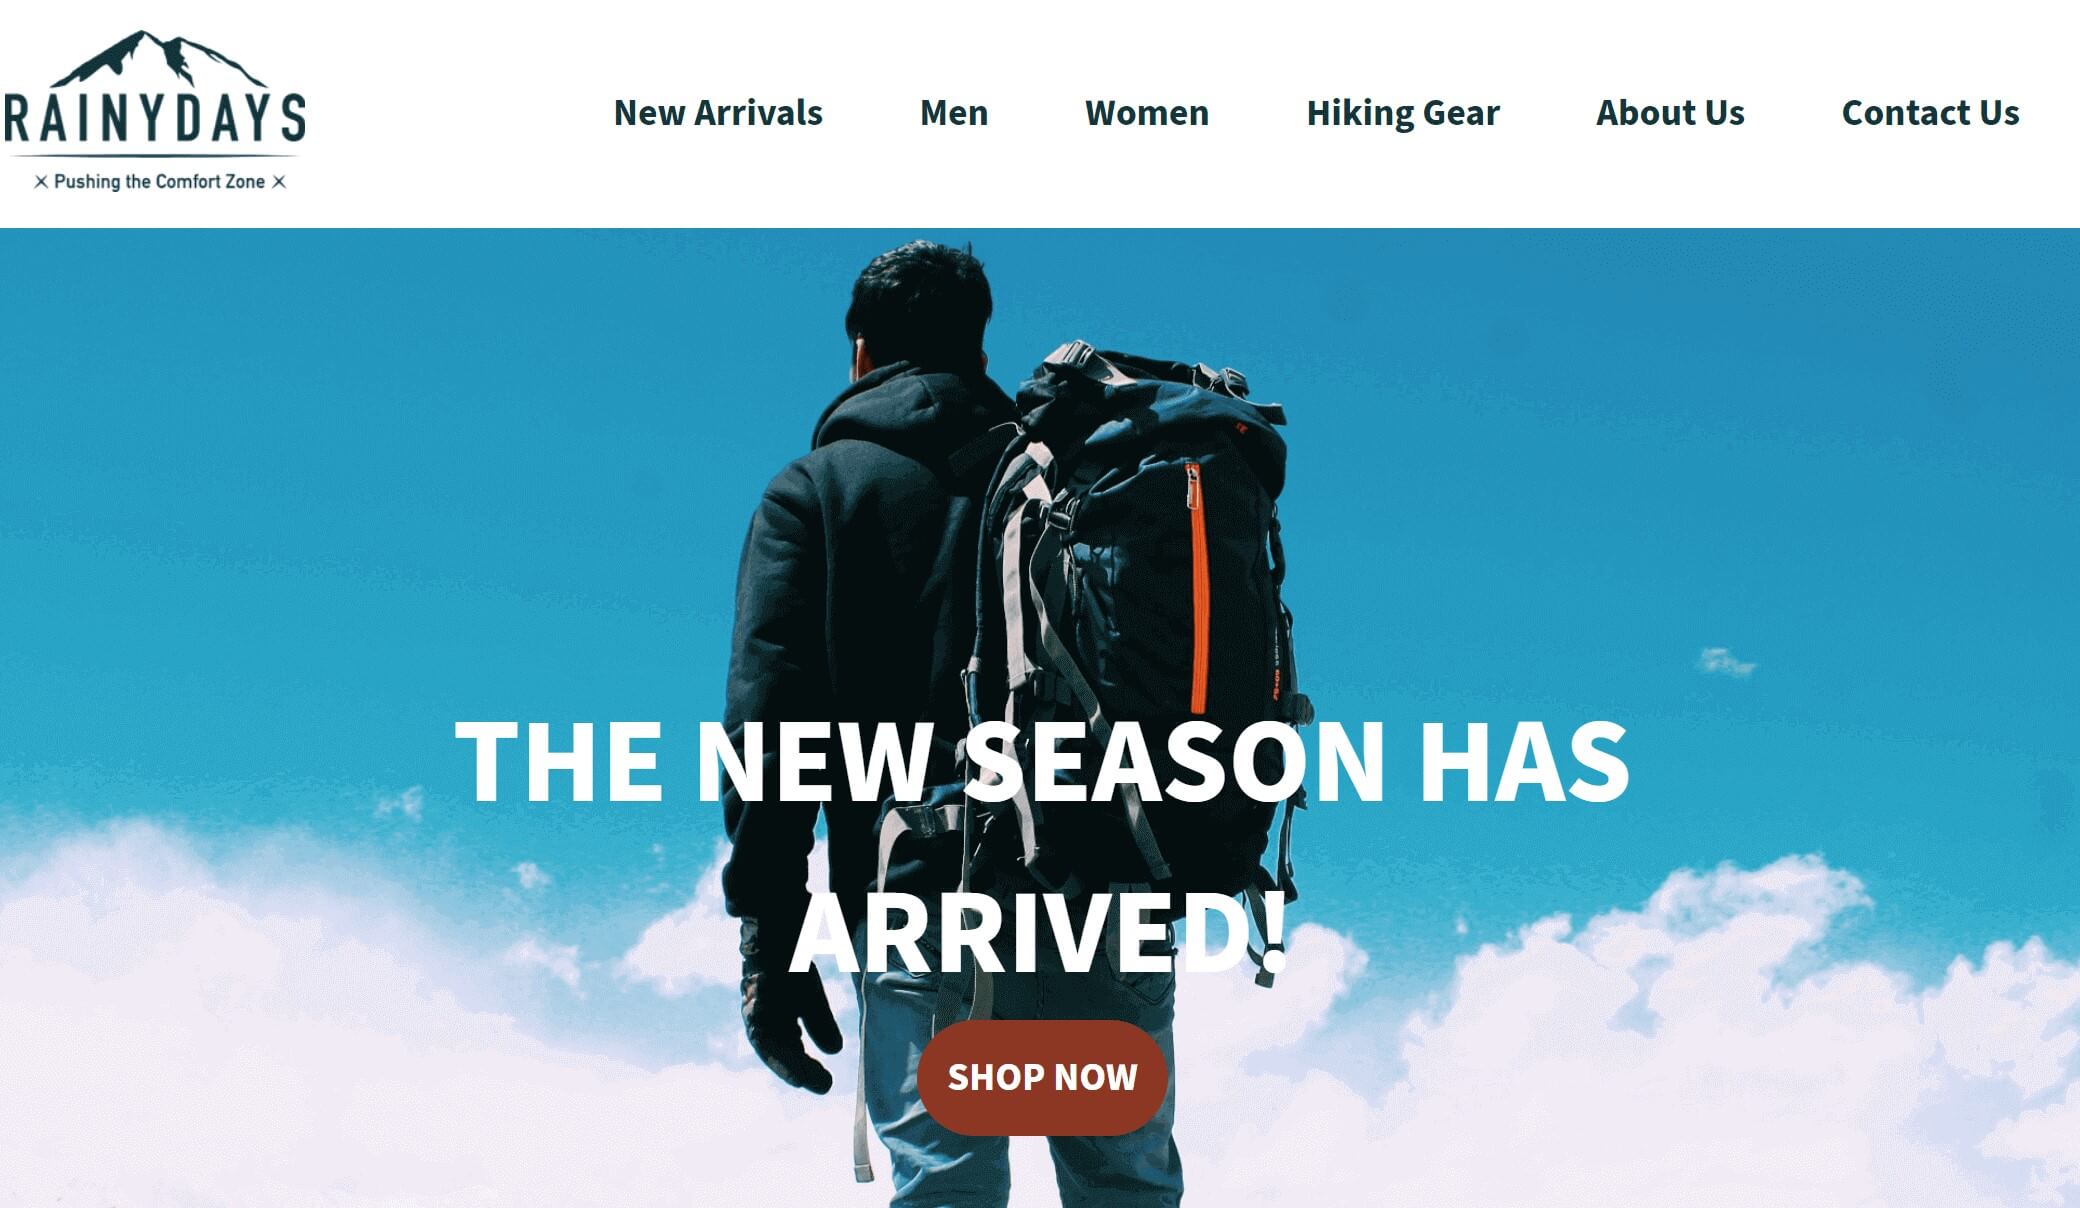 RAINYDAYS
Pushing the Comfort Zone
New Arrivals
Men
Women
Hiking Gear
About Us
Contact Us
THE NEW SEASON HAS
ARRIVED!
SHOP NOW